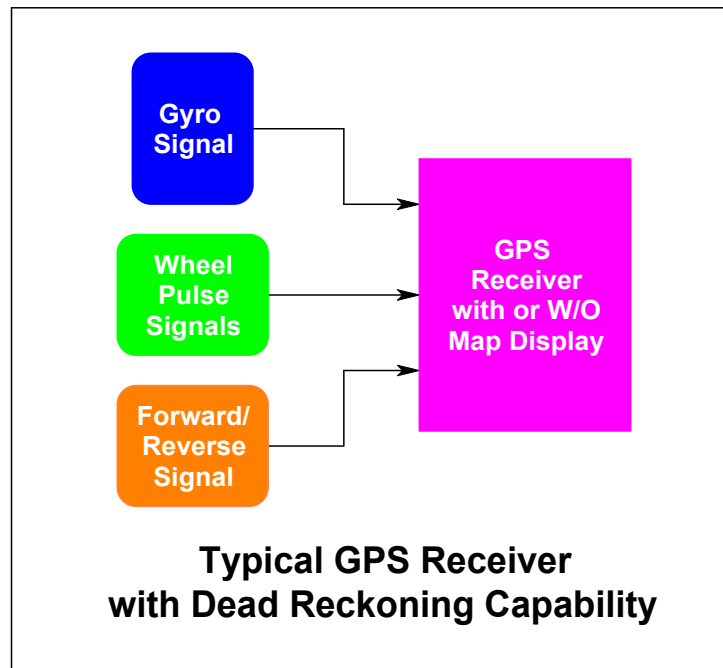 Gyro
Signal
Wheel
Pulse
Signals
Forward/
Reverse
Signal
GPS
Receiver
with or W/O
Map Display
Typical GPS Receiver
with Dead Reckoning Capability